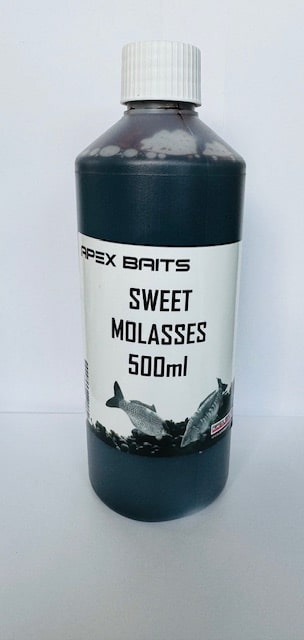 APEX BAITS
SWEET
MOLASSES
500ml